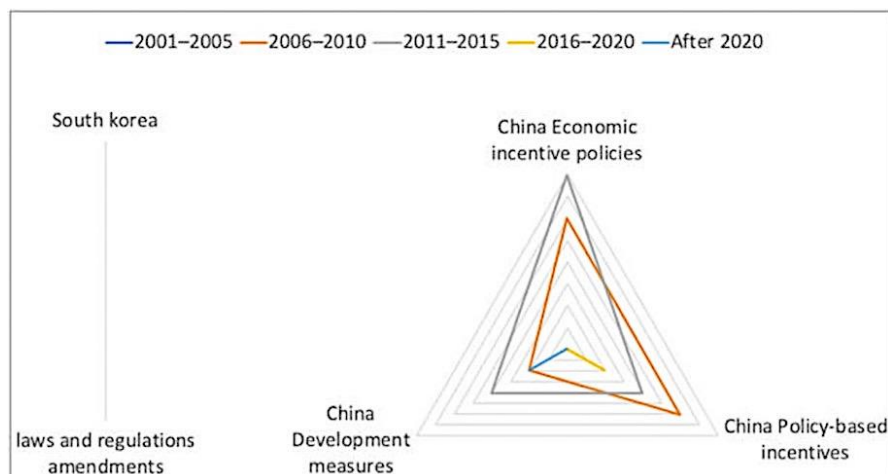 2001–2005 2006–2010 2011–2015 2016–2020 After 2020
South korea
China Economic
incentive policies
laws and regulations
amendments
China
Development
measures
China Policy-based
incentives